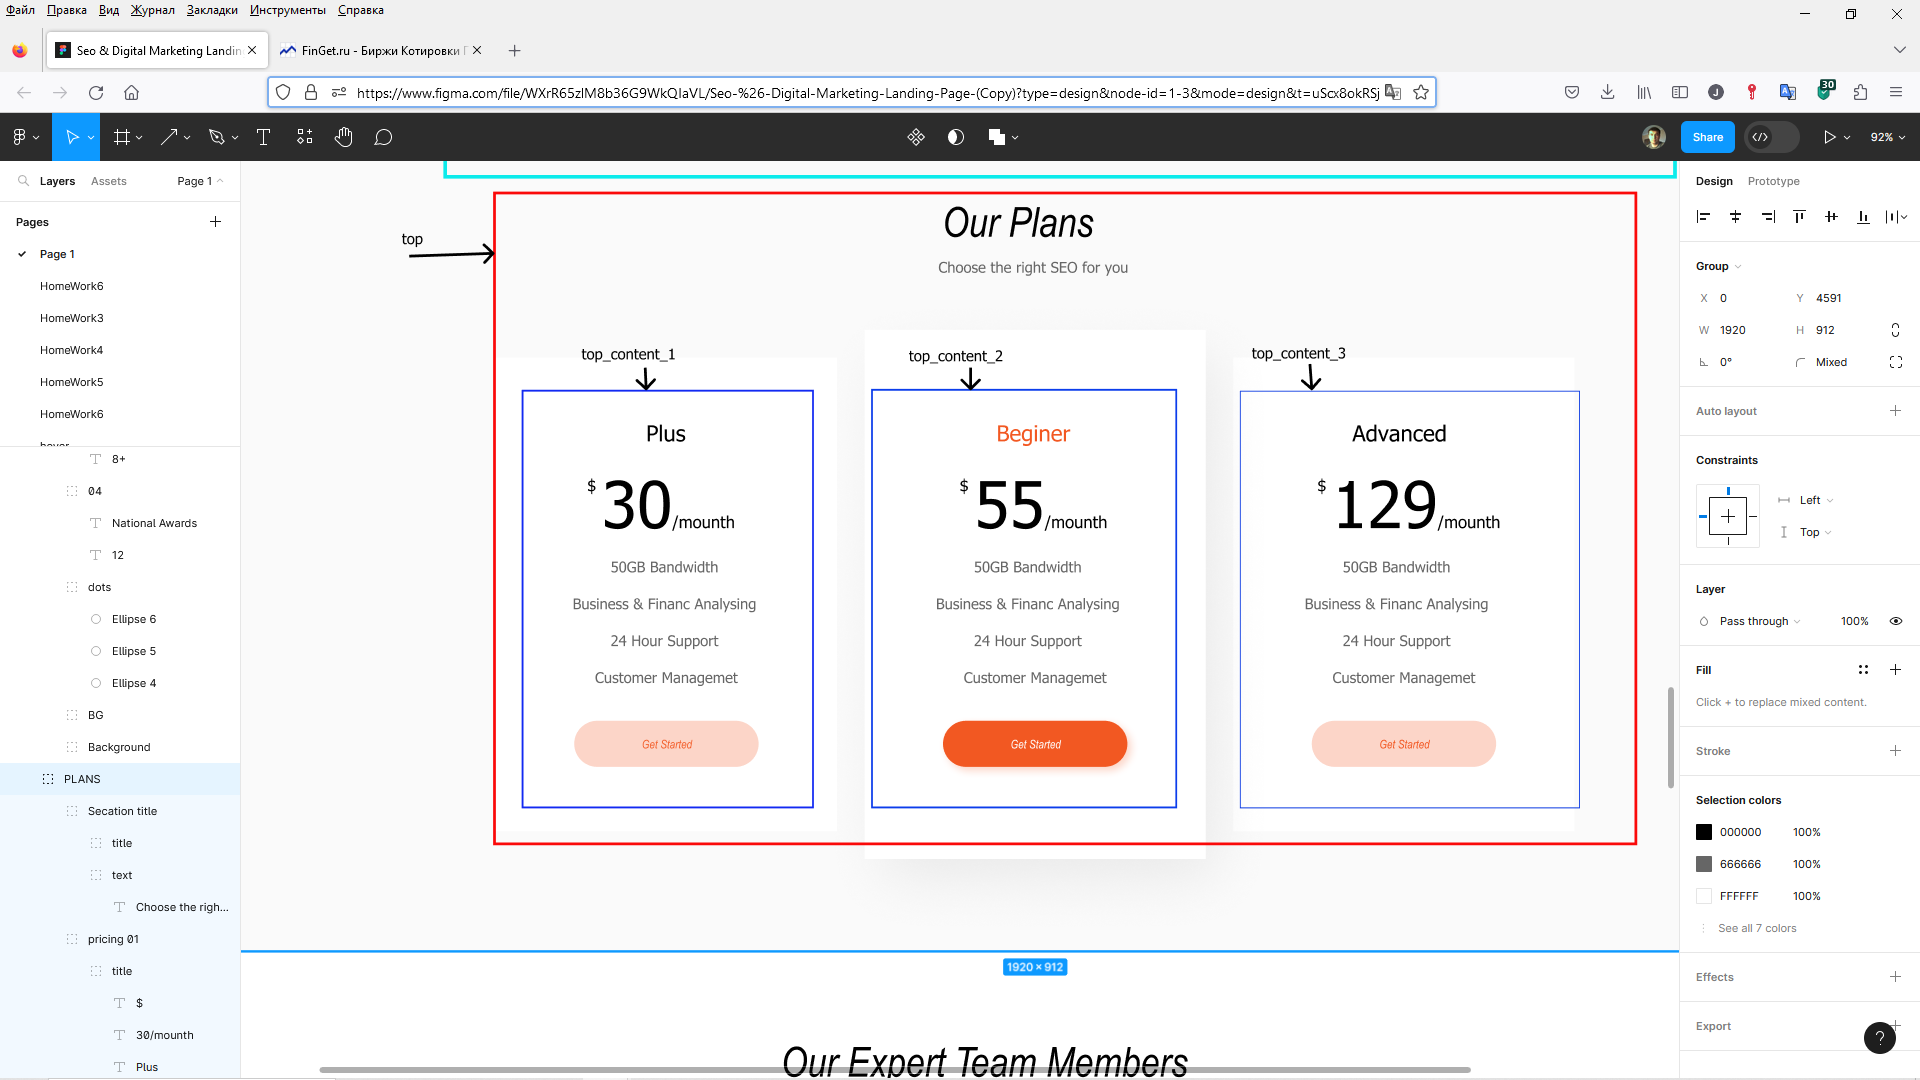 Файл Правка Вид Журнал Закладки Инструменты Справка
Seo & Digital Marketing Landin
FinGet.ru - Биржи Котировки
https://www.figma.com/file/WXrR65zIM8b36G9WkQIaVL/Seo-%26-Digital-Marketing-Landing-Page-(Copy)?type=design&node-id=1-3&mode=design&t=uScx8okRSj
30
J
Share
92%
Layers Assets Page 1
Pages
Page 1
HomeWork6
HomeWork3
HomeWork4
HomeWork5
HomeWork6
hover
8+
04
National Awards
12
dots
Ellipse 6
Ellipse 5
Ellipse 4
BG
Background
PLANS
Secation title
title
text
Choose the righ...
pricing 01
title
$
30/mounth
Plus
top
Our Plans
Choose the right SEO for you
top_content_1
Plus
$ 30 /mounth
50GB Bandwidth
Business & Financ Analysing
24 Hour Support
Customer Managemet
Get Started
top_content_2
Beginer
$ 55 /mounth
50GB Bandwidth
Business & Financ Analysing
24 Hour Support
Customer Managemet
Get Started
top_content_3
Advanced
$ 129 /mounth
50GB Bandwidth
Business & Financ Analysing
24 Hour Support
Customer Managemet
Get Started
1920 × 912
Our Expert Team Members
Design Prototype
Group
X 0 Y 4591
W 1920 H 912
0° Mixed
Auto layout
Constraints
Left
Top
Layer
Pass through 100%
Fill
Click + to replace mixed content.
Stroke
Selection colors
000000 100%
666666 100%
FFFFFF 100%
See all 7 colors
Effects
Export
?